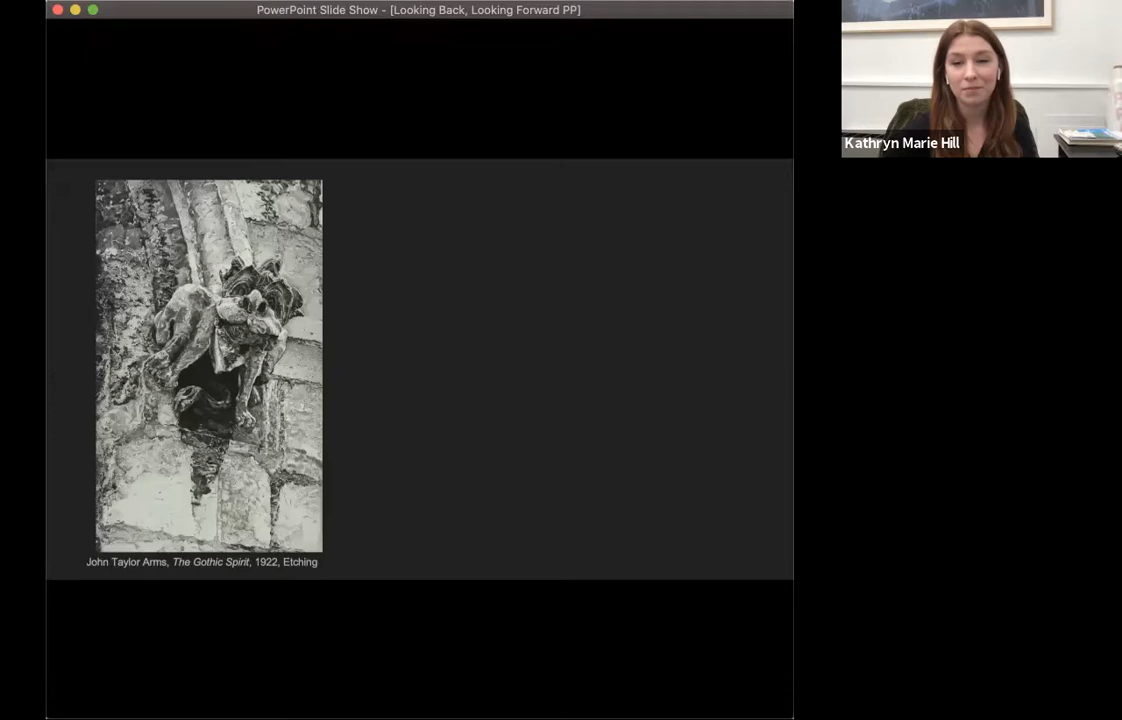 PowerPoint Slide Show - [Looking Back, Looking Forward PP]
Kathryn Marie Hill
John Taylor Arms, The Gothic Spirit, 1922, Etching